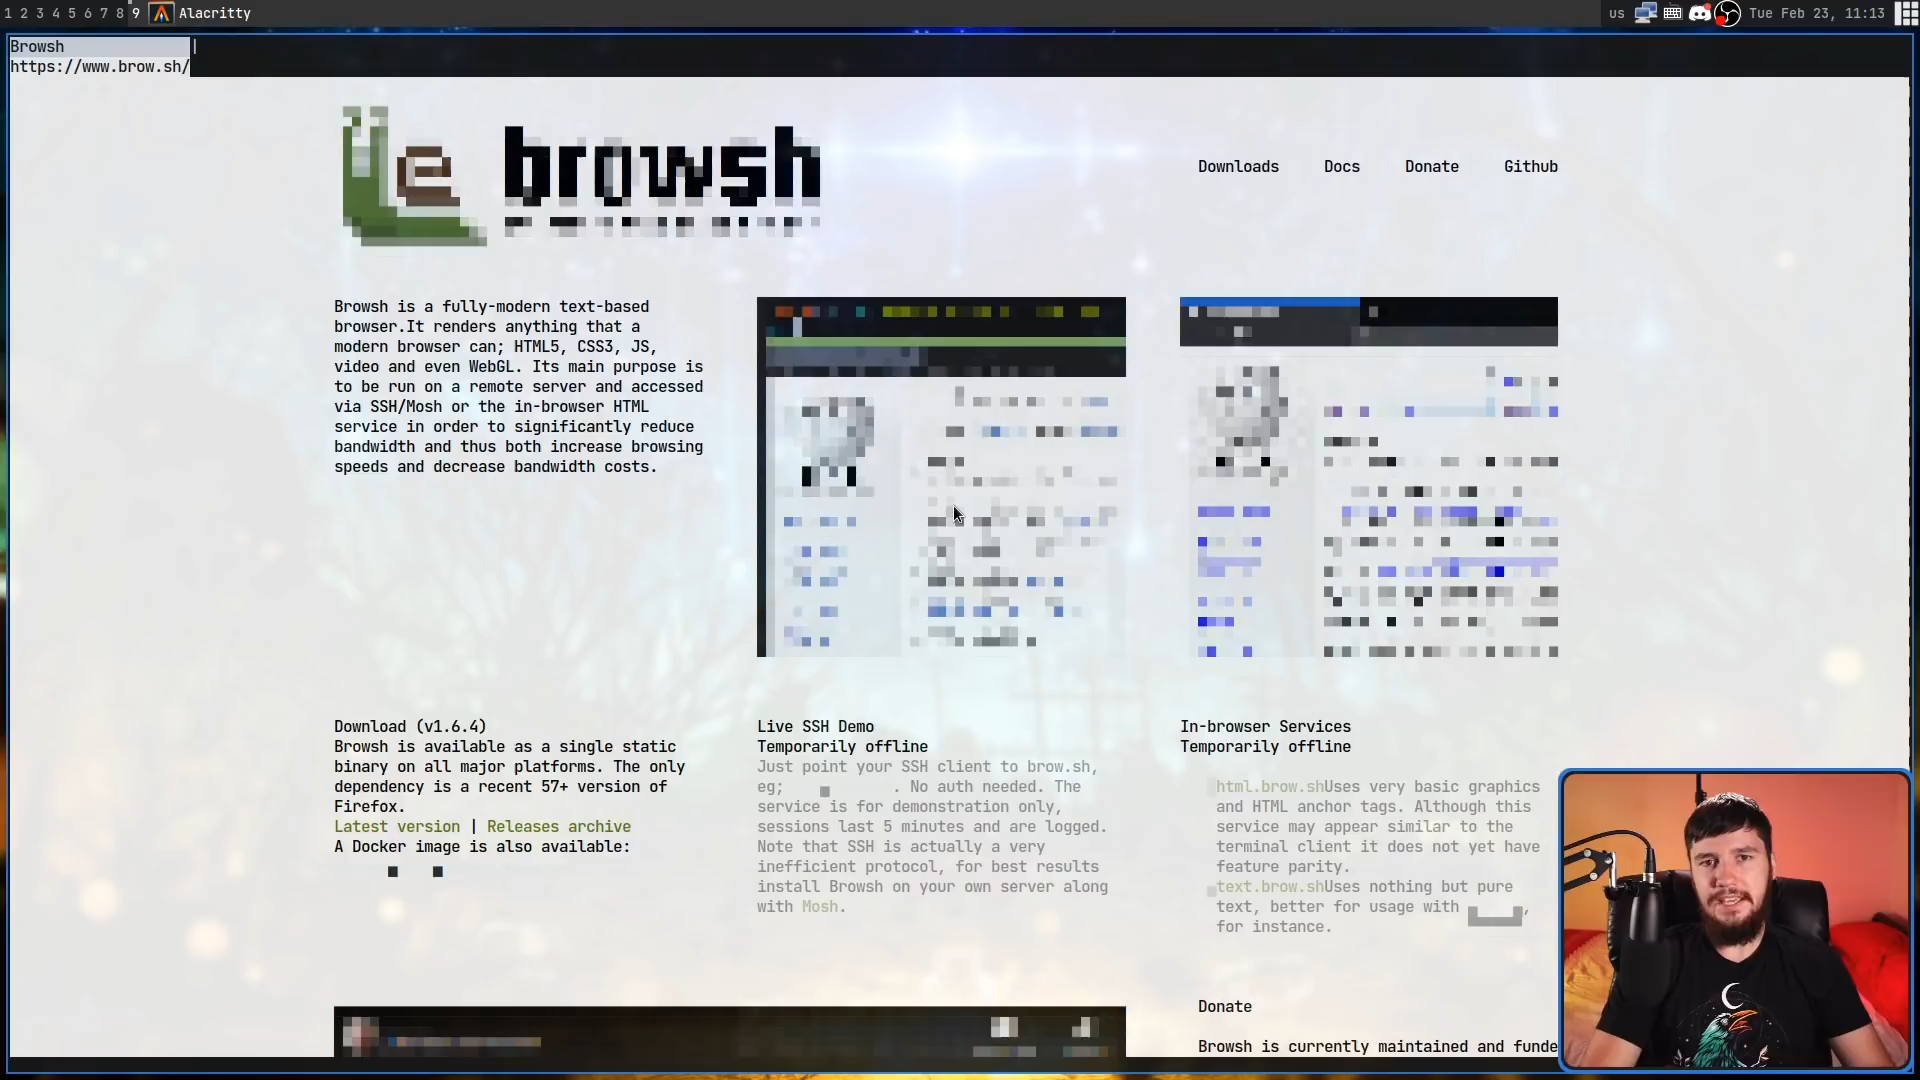 1 2 3 4 5 6 7 8 9 Alacritty
us Tue Feb 23, 11:13
Browsh
https://www.brow.sh/
browsh
Downloads Docs Donate Github
Browsh is a fully-modern text-based
browser.It renders anything that a
modern browser can; HTML5, CSS3, JS,
video and even WebGL. Its main purpose is
to be run on a remote server and accessed
via SSH/Mosh or the in-browser HTML
service in order to significantly reduce
bandwidth and thus both increase browsing
speeds and decrease bandwidth costs.
Download (v1.6.4)
Browsh is available as a single static
binary on all major platforms. The only
dependency is a recent 57+ version of
Firefox.
Latest version | Releases archive
A Docker image is also available:
Live SSH Demo
Temporarily offline
Just point your SSH client to brow.sh,
eg; . No auth needed. The
service is for demonstration only,
sessions last 5 minutes and are logged.
Note that SSH is actually a very
inefficient protocol, for best results
install Browsh on your own server along
with Mosh.
In-browser Services
Temporarily offline
html.brow.shUses very basic graphics
and HTML anchor tags. Although this
service may appear similar to the
terminal client it does not yet have
feature parity.
text.brow.shUses nothing but pure
text, better for usage with ,
for instance.
Donate
Browsh is currently maintained and funde